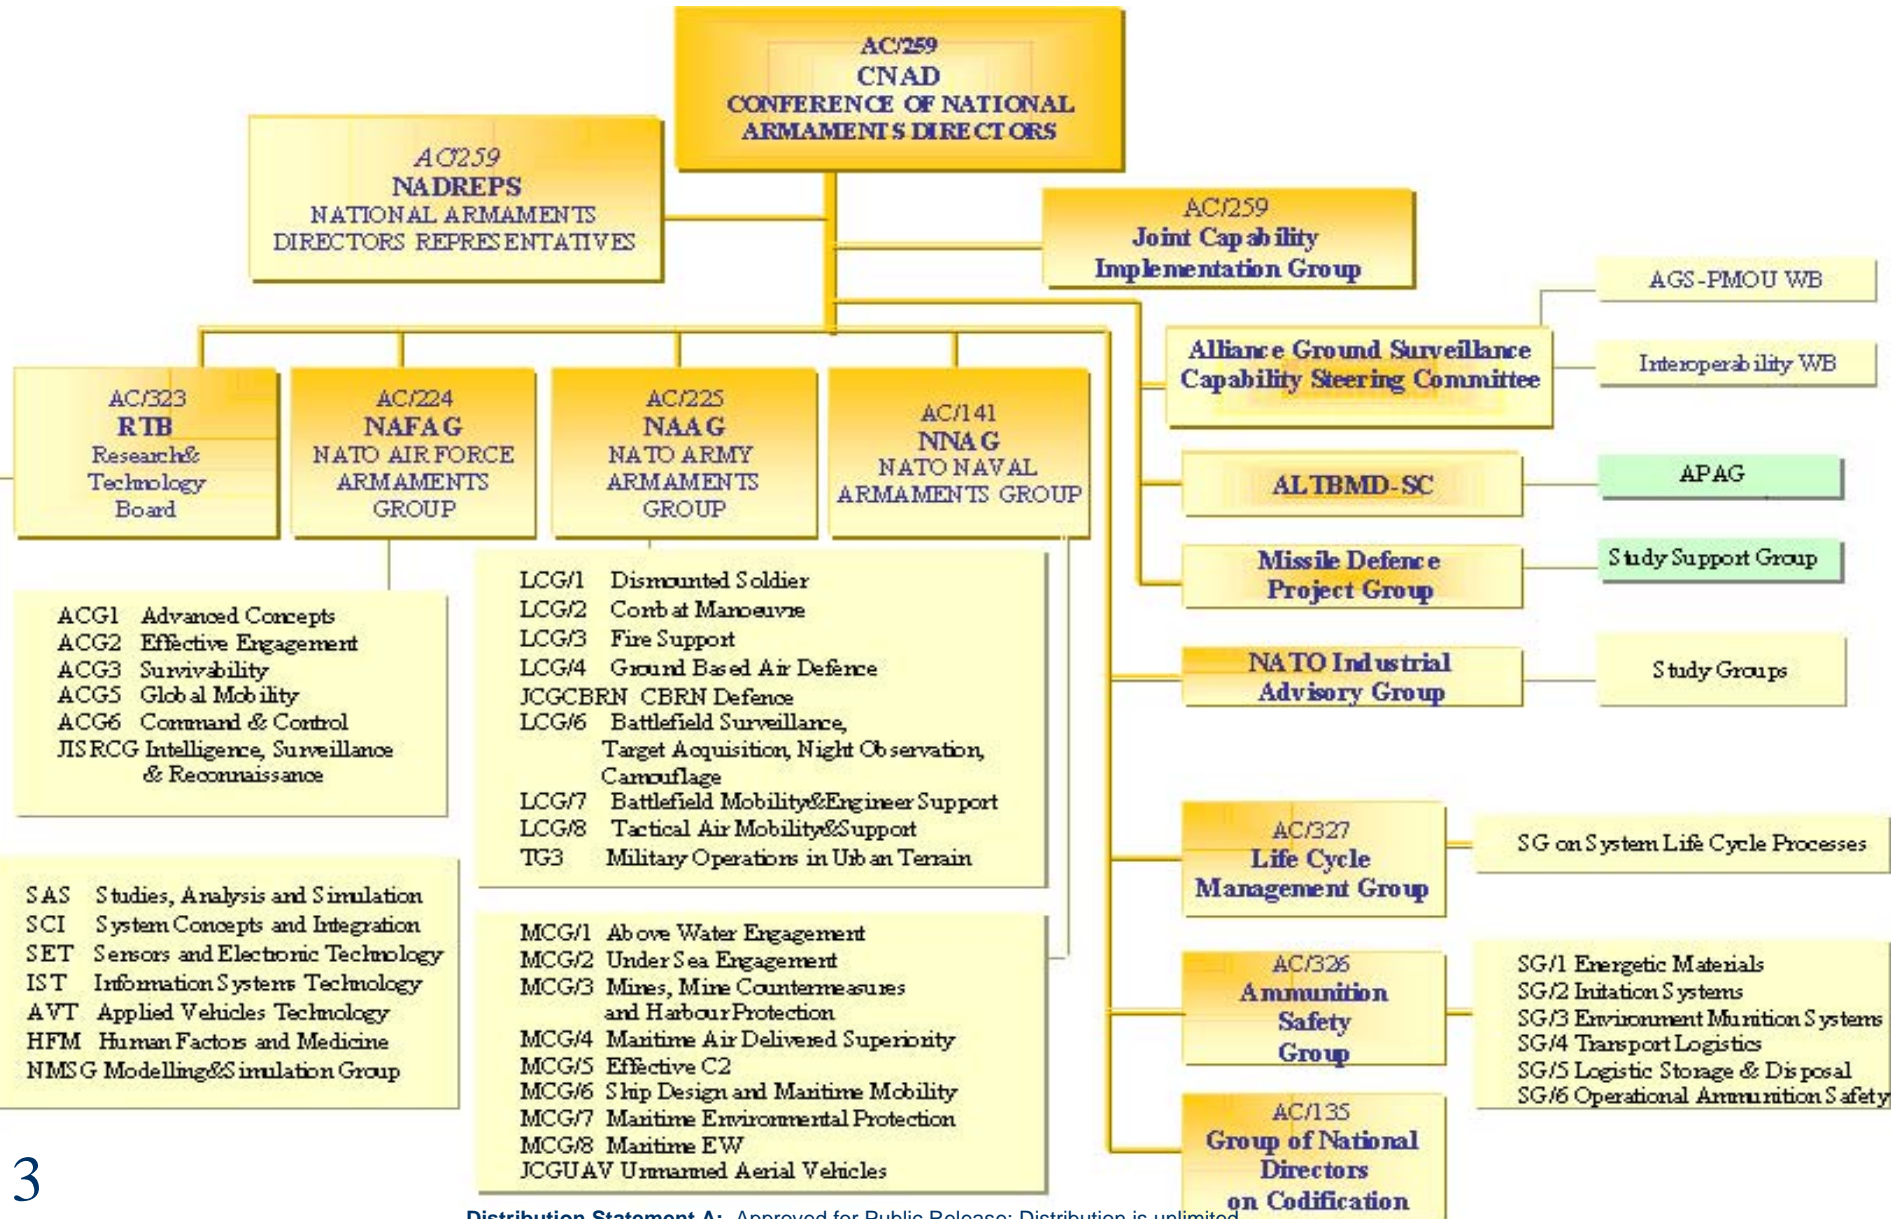 AC/259
CNAD
CONFERENCE OF NATIONAL
ARMAMENTS DIRECTORS
AC/259
NADREPS
NATIONAL ARMAMENTS
DIRECTORS REPRESENTATIVES
AC/259
Joint Capability
Implementation Group
AGS-PMOU WB
Alliance Ground Surveillance
Capability Steering Committee
Interoperability WB
AC/323
RTB
Research&
Technology
Board
AC/224
NAFAG
NATO AIR FORCE
ARMAMENTS
GROUP
AC/225
NAAG
NATO ARMY
ARMAMENTS
GROUP
AC/141
NNAG
NATO NAVAL
ARMAMENTS GROUP
ALTBMD-SC
APAG
Missile Defence
Project Group
Study Support Group
NATO Industrial
Advisory Group
Study Groups
ACG1 Advanced Concepts
ACG2 Effective Engagement
ACG3 Survivability
ACG5 Global Mobility
ACG6 Command & Control
JISRCG Intelligence, Surveillance
& Reconnaissance
LCG/1 Dismounted Soldier
LCG/2 Combat Manoeuvre
LCG/3 Fire Support
LCG/4 Ground Based Air Defence
JCGCBRN CBRN Defence
LCG/6 Battlefield Surveillance,
Target Acquisition, Night Observation,
Camouflage
LCG/7 Battlefield Mobility&Engineer Support
LCG/8 Tactical Air Mobility&Support
TG3 Military Operations in Urban Terrain
AC/327
Life Cycle
Management Group
SG on System Life Cycle Processes
SAS Studies, Analysis and Simulation
SCI System Concepts and Integration
SET Sensors and Electronic Technology
IST Information Systems Technology
AVT Applied Vehicles Technology
HFM Human Factors and Medicine
NMSG Modelling&Simulation Group
MCG/1 Above Water Engagement
MCG/2 Under Sea Engagement
MCG/3 Mines, Mine Countermeasures
and Harbour Protection
MCG/4 Maritime Air Delivered Superiority
MCG/5 Effective C2
MCG/6 Ship Design and Maritime Mobility
MCG/7 Maritime Environmental Protection
MCG/8 Maritime EW
JCGUAV Unmanned Aerial Vehicles
AC/326
Ammunition
Safety
Group
SG/1 Energetic Materials
SG/2 Initation Systems
SG/3 Environment Munition Systems
SG/4 Transport Logistics
SG/5 Logistic Storage & Disposal
SG/6 Operational Ammunition Safety
AC/135
Group of National
Directors
on Codification
3
Distribution Statement A: Approved for Public Release; Distribution is unlimited